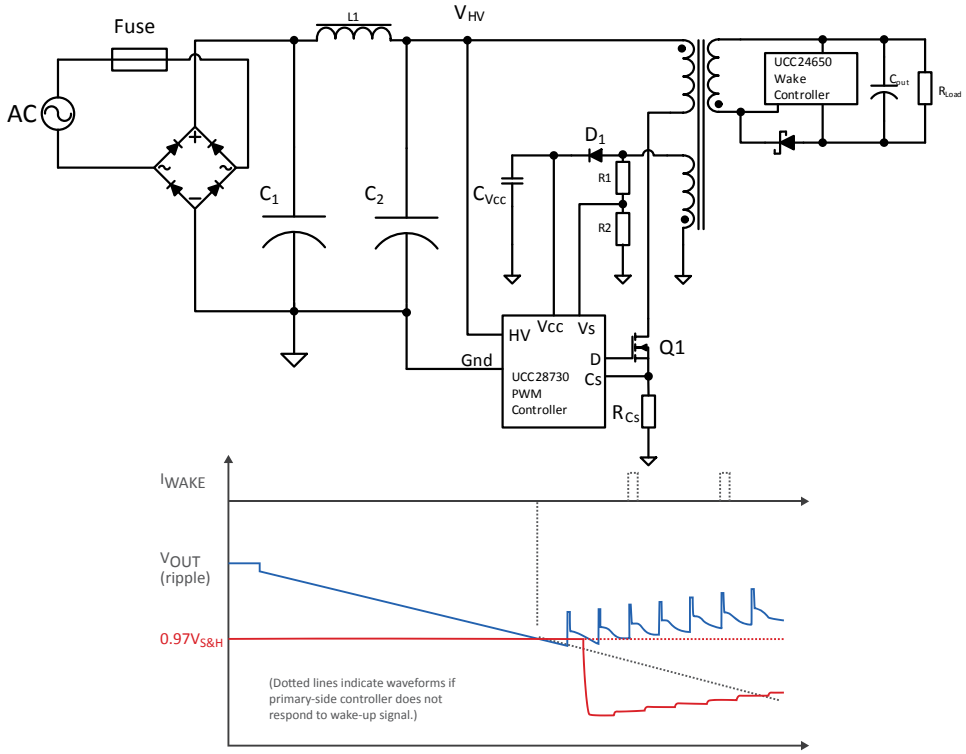 Fuse
L1
VHV
AC
+
~
~
−
C1
C2
CVcc
D1
R1
R2
UCC24650
Wake
Controller
Cout
RLoad
HV
Vcc
Vs
Gnd
D
Cs
UCC28730
PWM
Controller
Q1
RCs
IWAKE
VOUT
(ripple)
0.97VS&H
(Dotted lines indicate waveforms if
primary-side controller does not
respond to wake-up signal.)